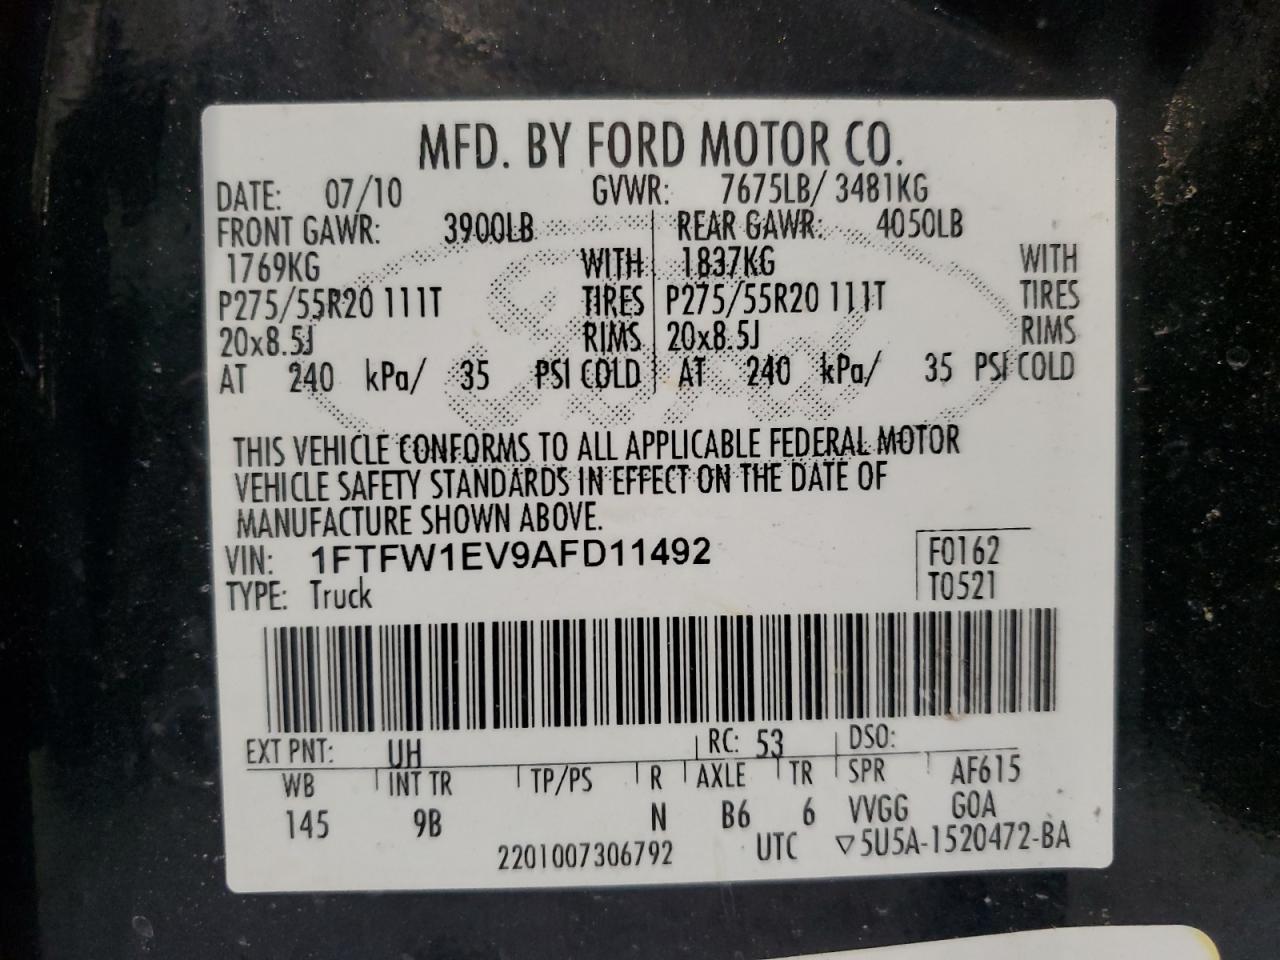 MFD. BY FORD MOTOR CO.
DATE: 07/10 GVWR: 7675LB/ 3481KG
FRONT GAWR: 3900LB REAR GAWR: 4050LB
1769KG WITH 1837KG WITH
P275/55R20 111T TIRES P275/55R20 111T TIRES
20x8.5J RIMS 20x8.5J RIMS
AT 240 kPa/ 35 PSI COLD AT 240 kPa/ 35 PSI COLD
THIS VEHICLE CONFORMS TO ALL APPLICABLE FEDERAL MOTOR
VEHICLE SAFETY STANDARDS IN EFFECT ON THE DATE OF
MANUFACTURE SHOWN ABOVE.
VIN: 1FTFW1EV9AFD11492 F0162
TYPE: Truck T0521
EXT PNT: UH RC: 53 DSO:
WB INT TR TP/PS R AXLE TR SPR AF615
145 9B N B6 6 VVGG GOA
2201007306792 UTC ▽5U5A-1520472-BA